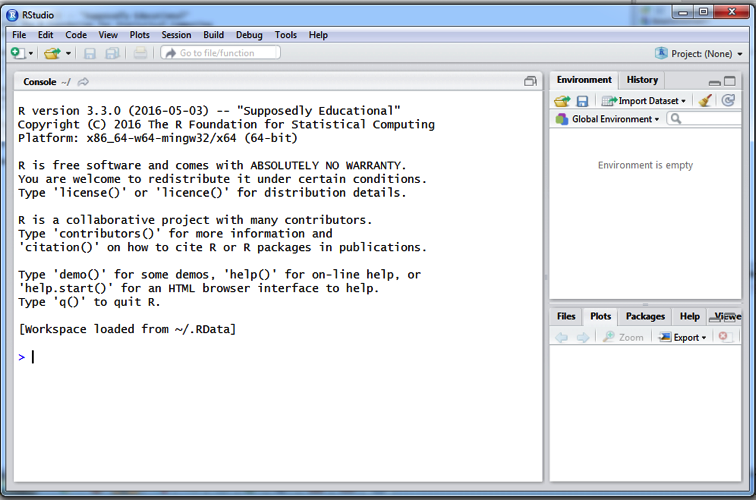 RStudio
File Edit Code View Plots Session Build Debug Tools Help
Go to file/function
Project: (None)
Console ~/
R version 3.3.0 (2016-05-03) -- "Supposedly Educational"
Copyright (C) 2016 The R Foundation for Statistical Computing
Platform: x86_64-w64-mingw32/x64 (64-bit)
R is free software and comes with ABSOLUTELY NO WARRANTY.
You are welcome to redistribute it under certain conditions.
Type 'license()' or 'licence()' for distribution details.
R is a collaborative project with many contributors.
Type 'contributors()' for more information and
'citation()' on how to cite R or R packages in publications.
Type 'demo()' for some demos, 'help()' for on-line help, or
'help.start()' for an HTML browser interface to help.
Type 'q()' to quit R.
[Workspace loaded from ~/.RData]
>
Environment History
Import Dataset
Global Environment
Environment is empty
Files Plots Packages Help Viewe
Zoom Export